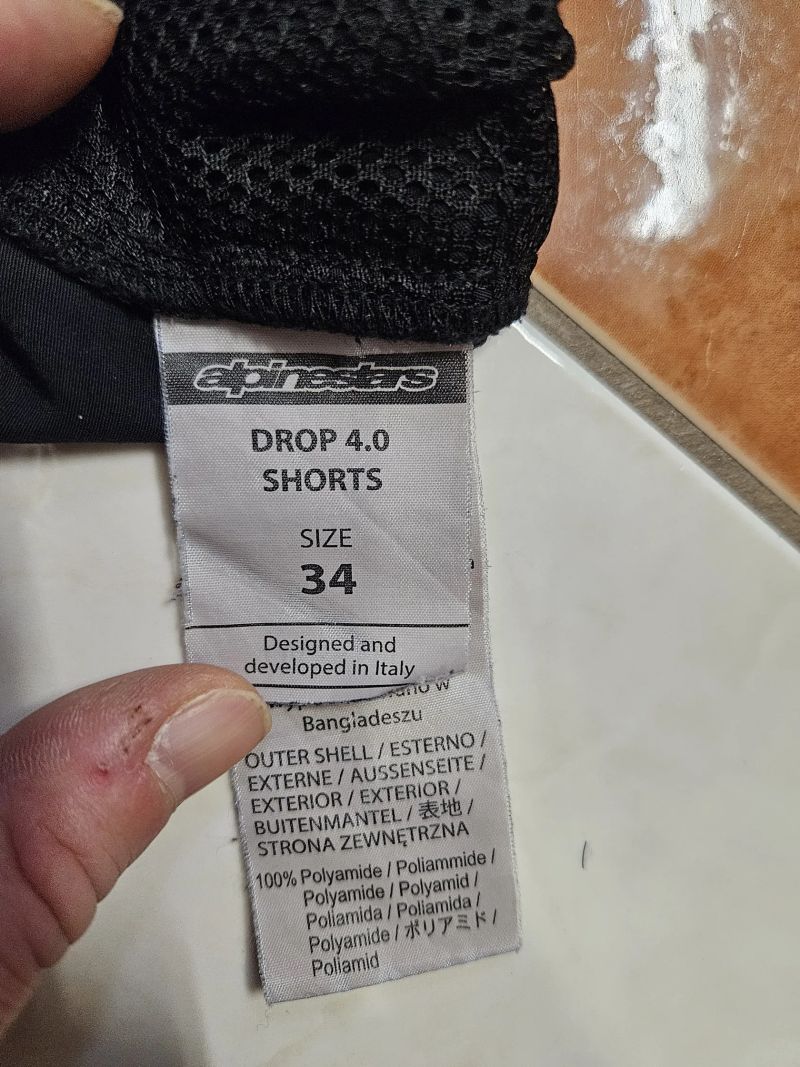 alpinestars
DROP 4.0
SHORTS
SIZE
34
Designed and
developed in Italy
w
Bangladeszu
OUTER SHELL / ESTERNO /
EXTERNE / AUSSENSEITE /
EXTERIOR / EXTERIOR /
BUITENMANTEL / 表地 /
STRONA ZEWNĘTRZNA
100% Polyamide / Poliammide /
Polyamide / Polyamid /
Poliamida / Poliamida /
Polyamide / ポリアミド /
Poliamid